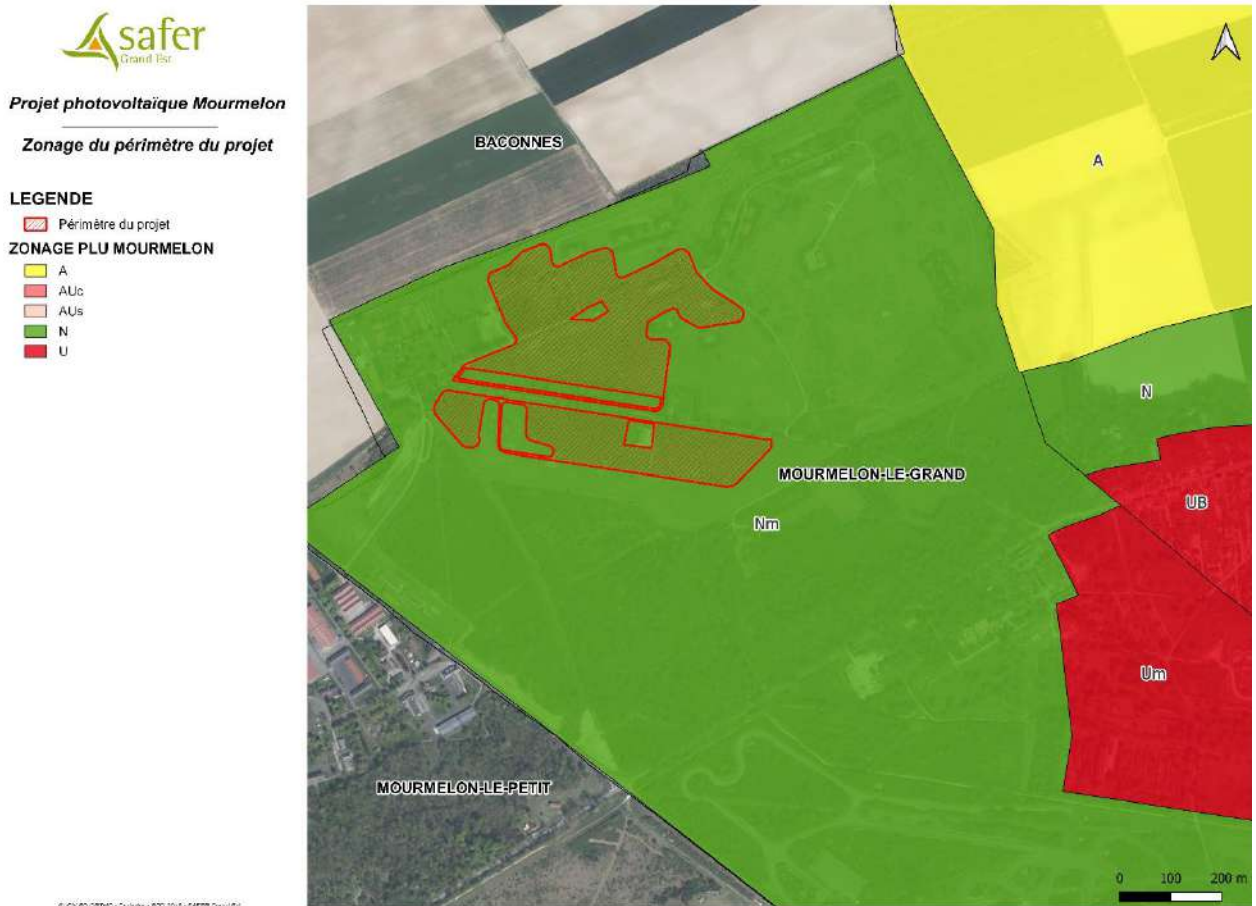 safer
Grand Est
Projet photovoltaïque Mourmelon
Zonage du périmètre du projet
LEGENDE
Périmètre du projet
ZONAGE PLU MOURMELON
A
AUc
AUs
N
U
BACONNES
A
N
MOURMELON-LE-GRAND
UB
Nm
Um
MOURMELON-LE-PETIT
0 100 200 m